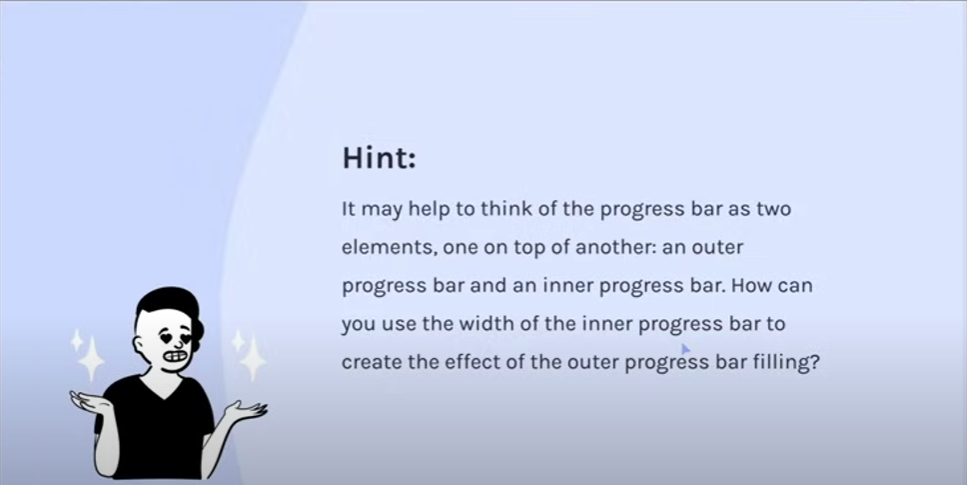 Hint:
It may help to think of the progress bar as two
elements, one on top of another: an outer
progress bar and an inner progress bar. How can
you use the width of the inner progress bar to
create the effect of the outer progress bar filling?